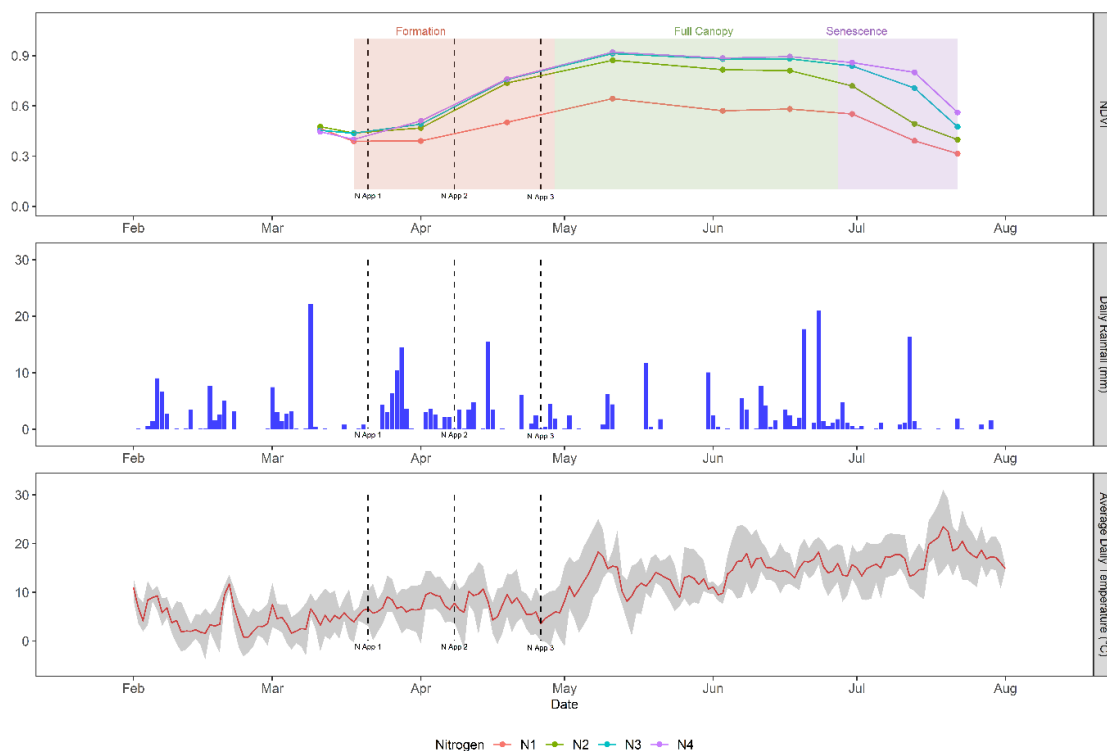 Formation Full Canopy Senescence
0.9
0.6
0.3
0.0
NDVI
N App 1 N App 2 N App 3
Feb Mar Apr May Jun Jul Aug
30
20
10
0
Daily Rainfall (mm)
N App 1 N App 2 N App 3
Feb Mar Apr May Jun Jul Aug
30
20
10
0
Average Daily Temperature (°C)
N App 1 N App 2 N App 3
Feb Mar Apr May Jun Jul Aug
Date
Nitrogen N1 N2 N3 N4